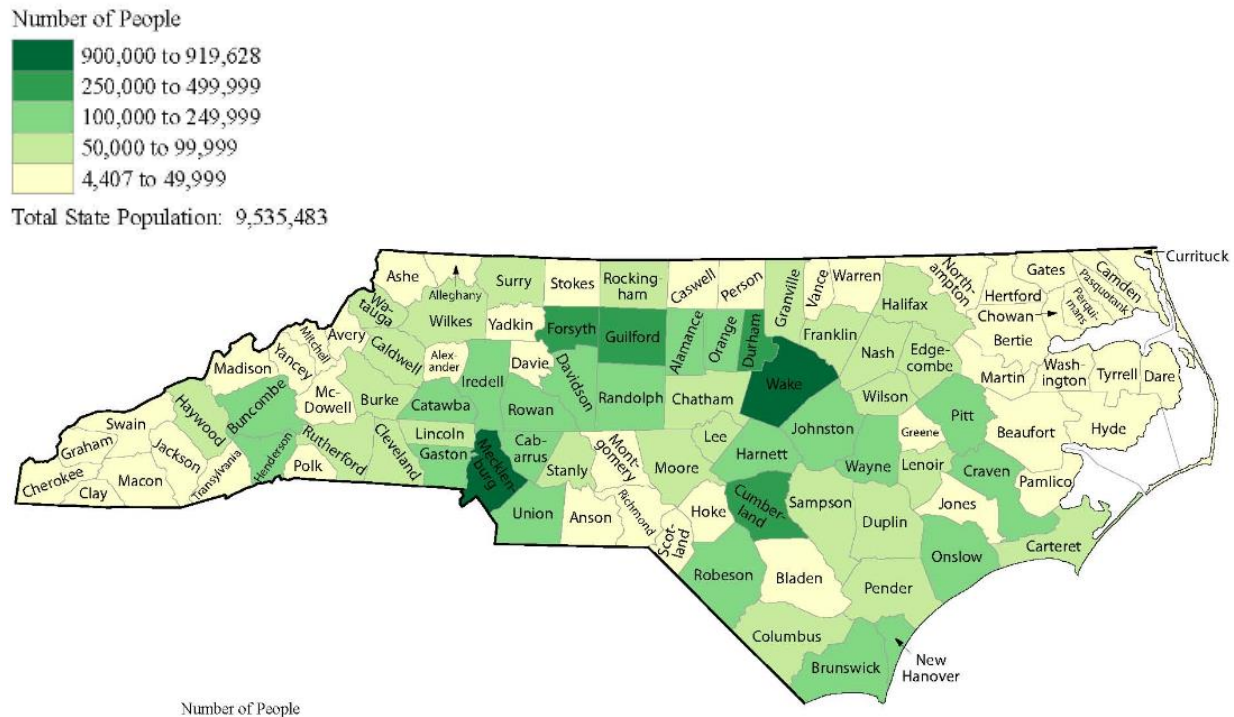 Number of People
900,000 to 919,628
250,000 to 499,999
100,000 to 249,999
50,000 to 99,999
4,407 to 49,999
Total State Population: 9,535,483
Currituck
Ashe
Alleghany
Surry
Stokes
Rocking-
ham
Caswell
Person
Granville
Vance
Warren
North-
ampton
Gates
Camden
Pasquotank
Perqui-
mans
Hertford
Chowan
Halifax
Bertie
Wa-
tauga
Wilkes
Yadkin
Forsyth
Guilford
Alamance
Orange
Durham
Franklin
Nash
Edge-
combe
Martin
Wash-
ington
Tyrrell
Dare
Mitchell
Avery
Caldwell
Alex-
ander
Davie
Iredell
Davidson
Wake
Madison
Yancey
Mc-
Dowell
Burke
Catawba
Rowan
Randolph
Chatham
Wilson
Pitt
Beaufort
Hyde
Haywood
Buncombe
Swain
Graham
Jackson
Henderson
Rutherford
Cleveland
Lincoln
Gaston
Mecklen-
burg
Cab-
arrus
Stanly
Mont-
gomery
Moore
Lee
Harnett
Johnston
Greene
Wayne
Lenoir
Craven
Pamlico
Cherokee
Clay
Macon
Transylvania
Polk
Union
Anson
Richmond
Scot-
land
Hoke
Cumber-
land
Sampson
Duplin
Jones
Onslow
Carteret
Robeson
Bladen
Pender
Columbus
Brunswick
New
Hanover
Number of People